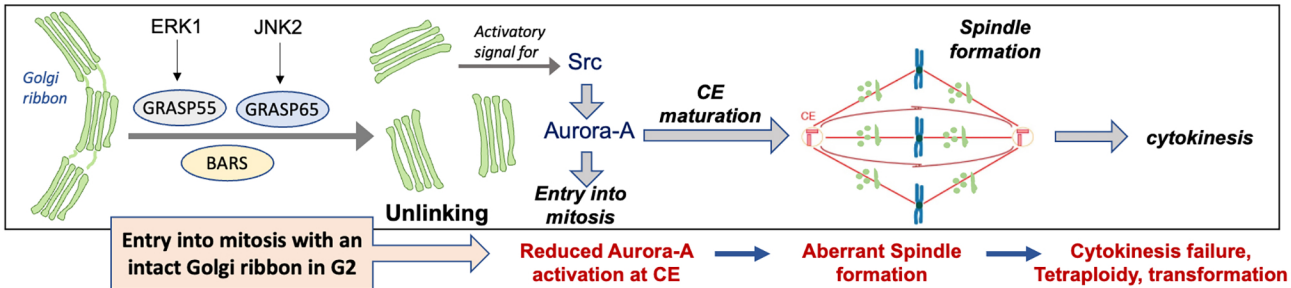 ERK1
JNK2
Golgi
ribbon
GRASP55
GRASP65
BARS
Unlinking
Activatory
signal for
Src
Aurora-A
Entry into
mitosis
CE
maturation
Spindle
formation
CE
cytokinesis
Entry into mitosis with an
intact Golgi ribbon in G2
Reduced Aurora-A
activation at CE
Aberrant Spindle
formation
Cytokinesis failure,
Tetraploidy, transformation